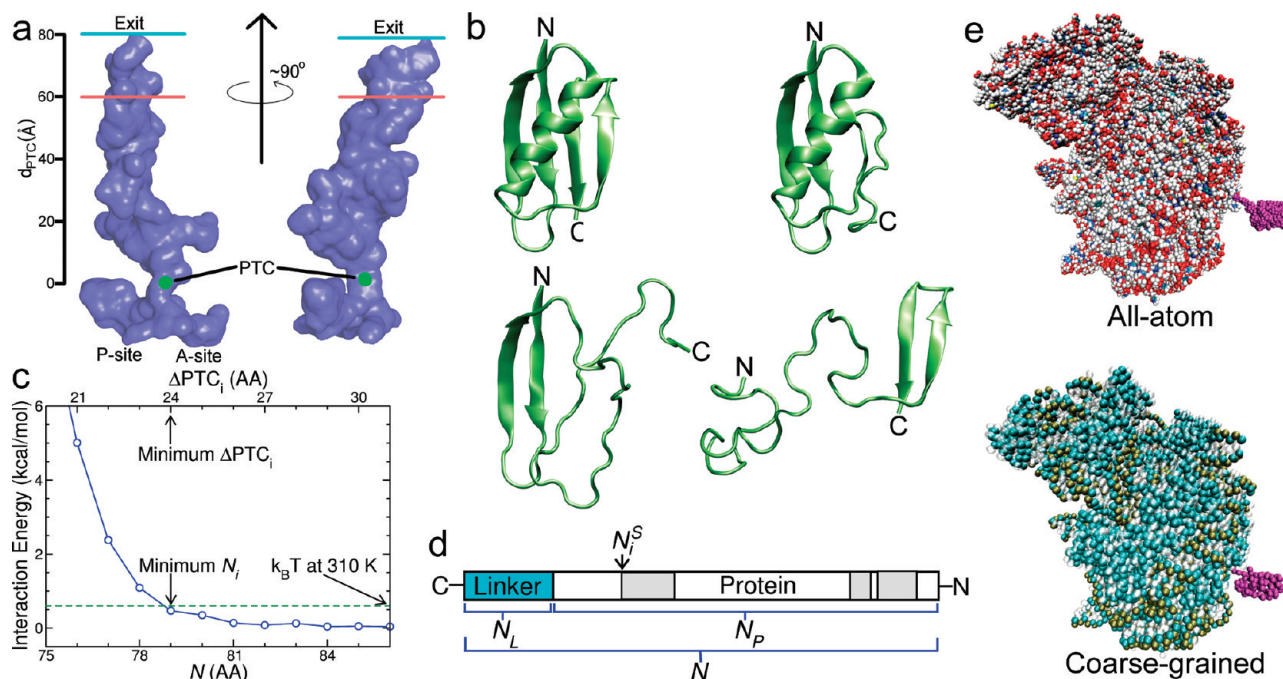 a
Exit
Exit
80
60
40
20
0
d_PTC(Å)
~90°
PTC
P-site
A-site
b
N
C
N
C
N
C
N
C
c
ΔPTC_i (AA)
21
24
27
30
Interaction Energy (kcal/mol)
6
4
2
0
Minimum ΔPTC_i
Minimum N_i
k_BT at 310 K
75
78
81
84
N (AA)
d
N_i^S
C
Linker
Protein
N
N_L
N_P
N
e
All-atom
Coarse-grained